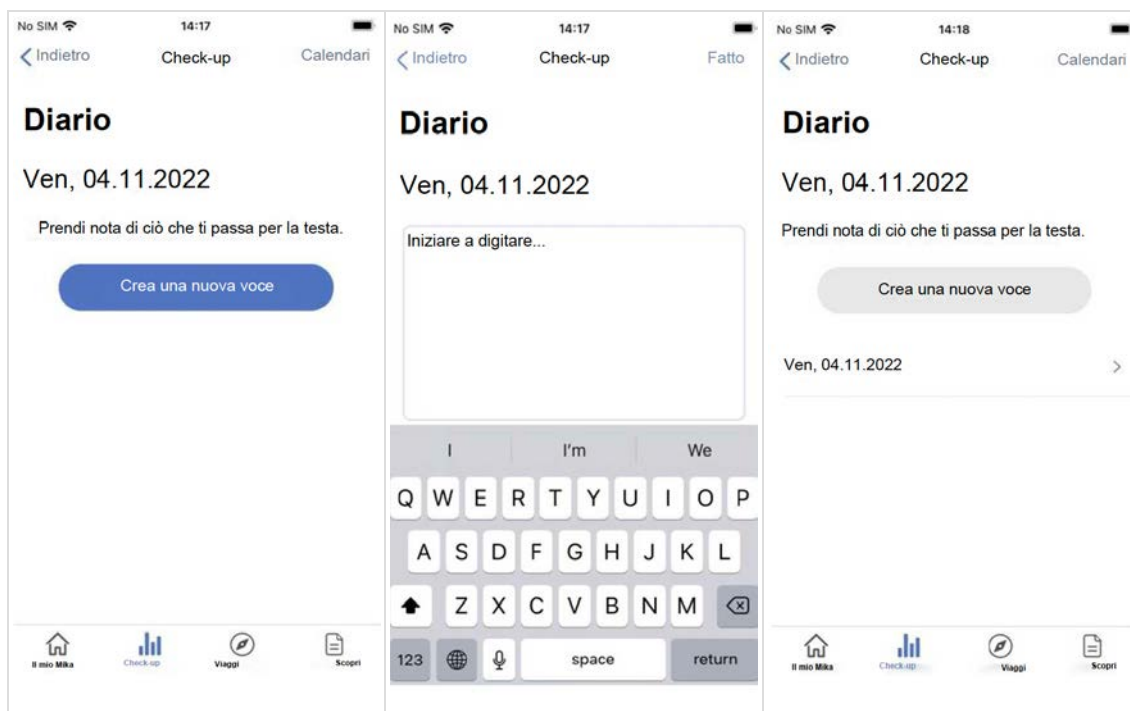 No SIM 14:17
Indietro Check-up Calendari
Diario
Ven, 04.11.2022
Prendi nota di ciò che ti passa per la testa.
Crea una nuova voce
Il mio Mika Check-up Viaggi Scopri
No SIM 14:17
Indietro Check-up Fatto
Diario
Ven, 04.11.2022
Iniziare a digitare...
I I'm We
Q W E R T Y U I O P
A S D F G H J K L
Z X C V B N M
123 space return
No SIM 14:18
Indietro Check-up Calendari
Diario
Ven, 04.11.2022
Prendi nota di ciò che ti passa per la testa.
Crea una nuova voce
Ven, 04.11.2022
Il mio Mika Check-up Viaggi Scopri